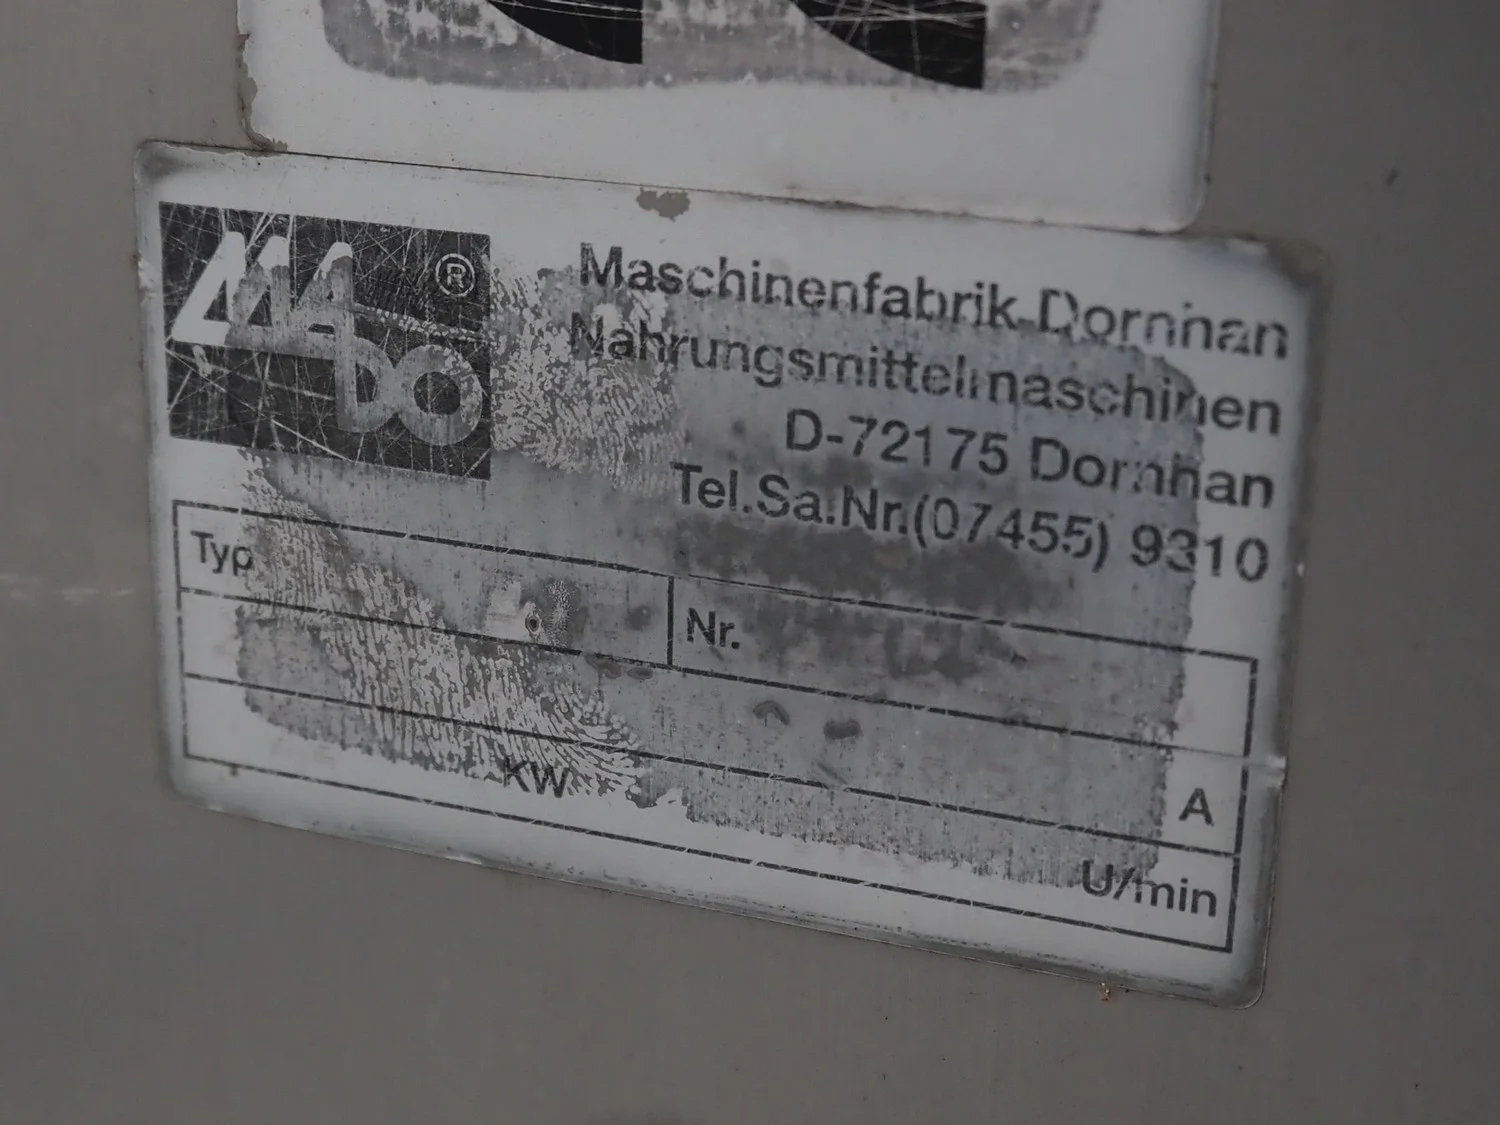 MADO ®
Maschinenfabrik Dornhan
Nahrungsmittelmaschinen
D-72175 Dornhan
Tel.Sa.Nr.(07455) 9310
Typ
Nr.
KW
A
U/min